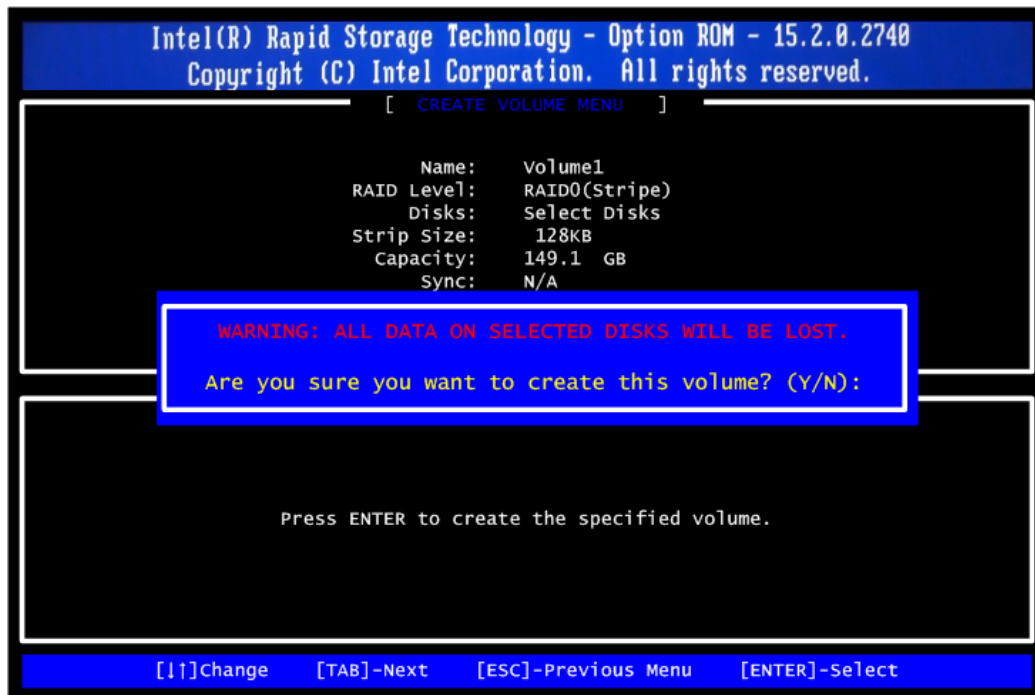 Intel(R) Rapid Storage Technology - Option ROM - 15.2.0.2740
Copyright (C) Intel Corporation.  All rights reserved.
[ CREATE VOLUME MENU ]
Name: Volume1
RAID Level: RAID0(Stripe)
Disks: Select Disks
Strip Size: 128KB
Capacity: 149.1 GB
Sync: N/A
WARNING: ALL DATA ON SELECTED DISKS WILL BE LOST.
Are you sure you want to create this volume? (Y/N):
Press ENTER to create the specified volume.
[↓↑]Change [TAB]-Next [ESC]-Previous Menu [ENTER]-Select